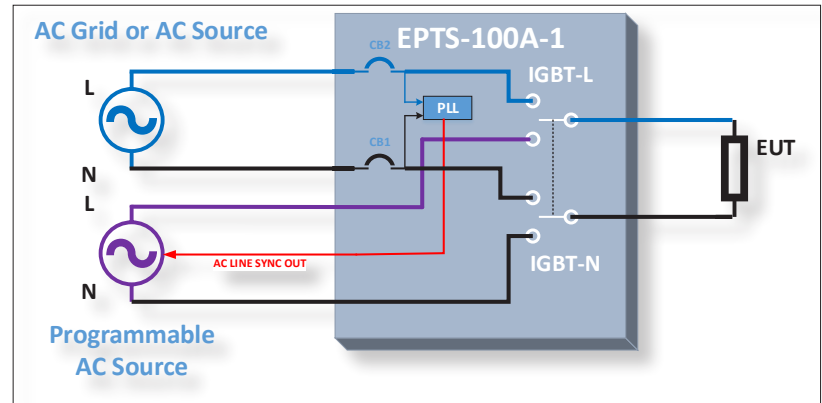 AC Grid or AC Source
EPTS-100A-1
CB2
IGBT-L
L
PLL
EUT
CB1
N
L
AC LINE SYNC OUT
IGBT-N
N
Programmable
AC Source